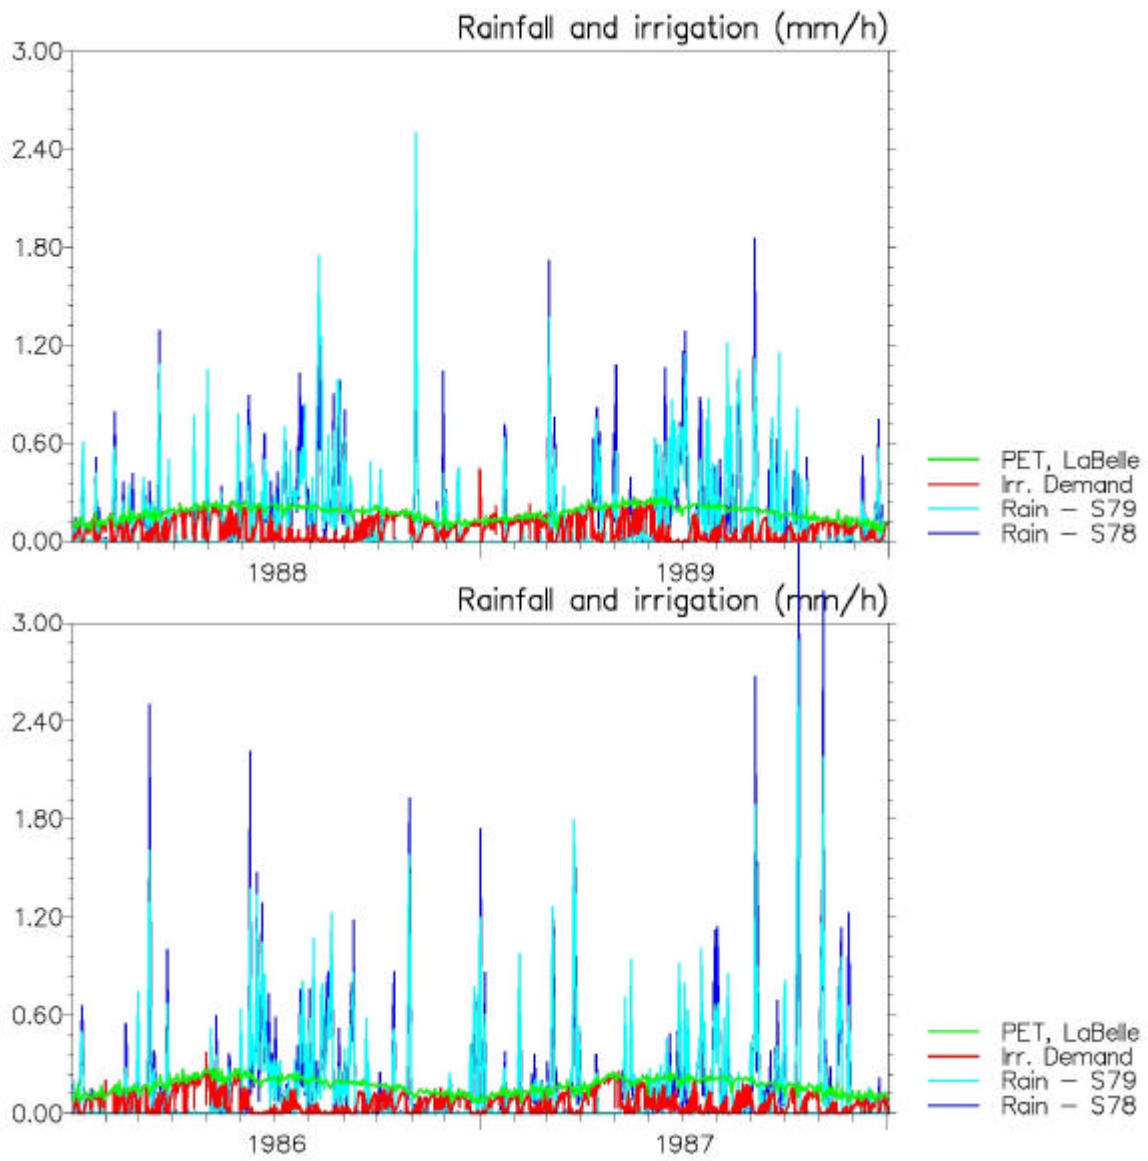 Rainfall and irrigation (mm/h)
3.00
2.40
1.80
1.20
0.60
0.00
1988
1989
PET, LaBelle
Irr. Demand
Rain – S79
Rain – S78
Rainfall and irrigation (mm/h)
3.00
2.40
1.80
1.20
0.60
0.00
1986
1987
PET, LaBelle
Irr. Demand
Rain – S79
Rain – S78